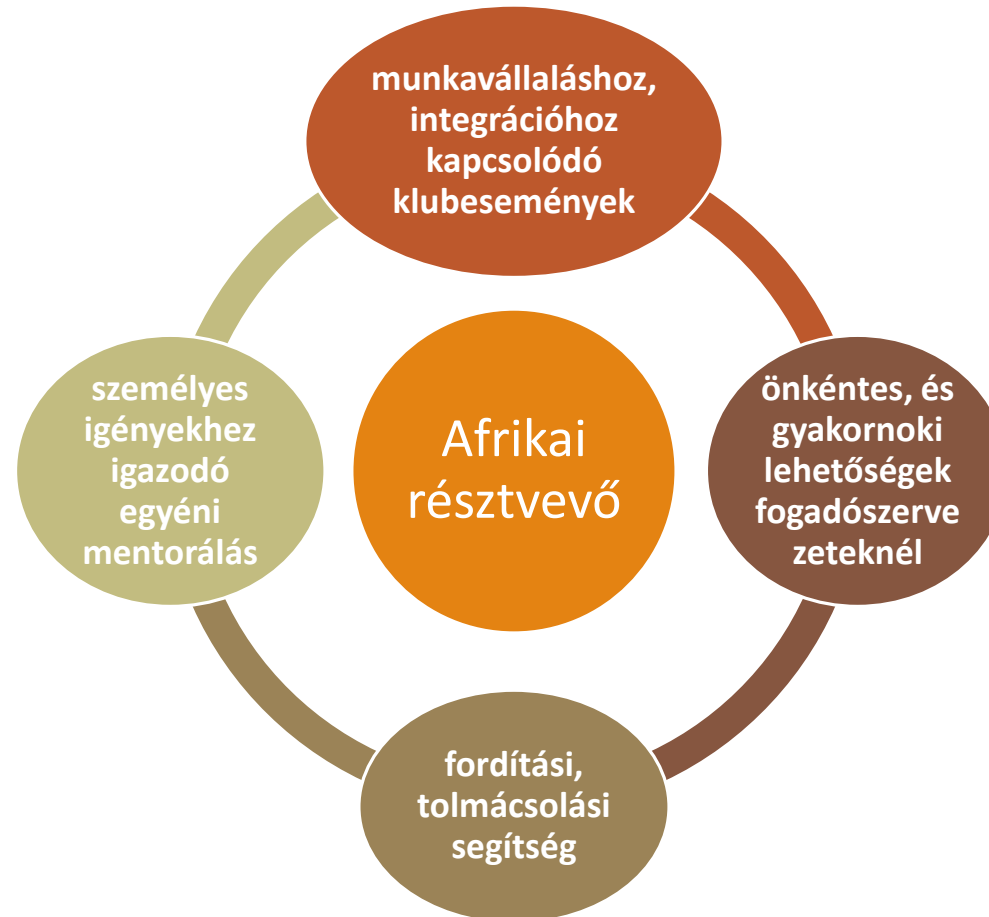 munkavállaláshoz,
integrációhoz
kapcsolódó
klubesemények
személyes
igényekhez
igazodó
egyéni
mentorálás
Afrikai
résztvevő
önkéntes, és
gyakornoki
lehetőségek
fogadószerve
zeteknél
fordítási,
tolmácsolási
segítség